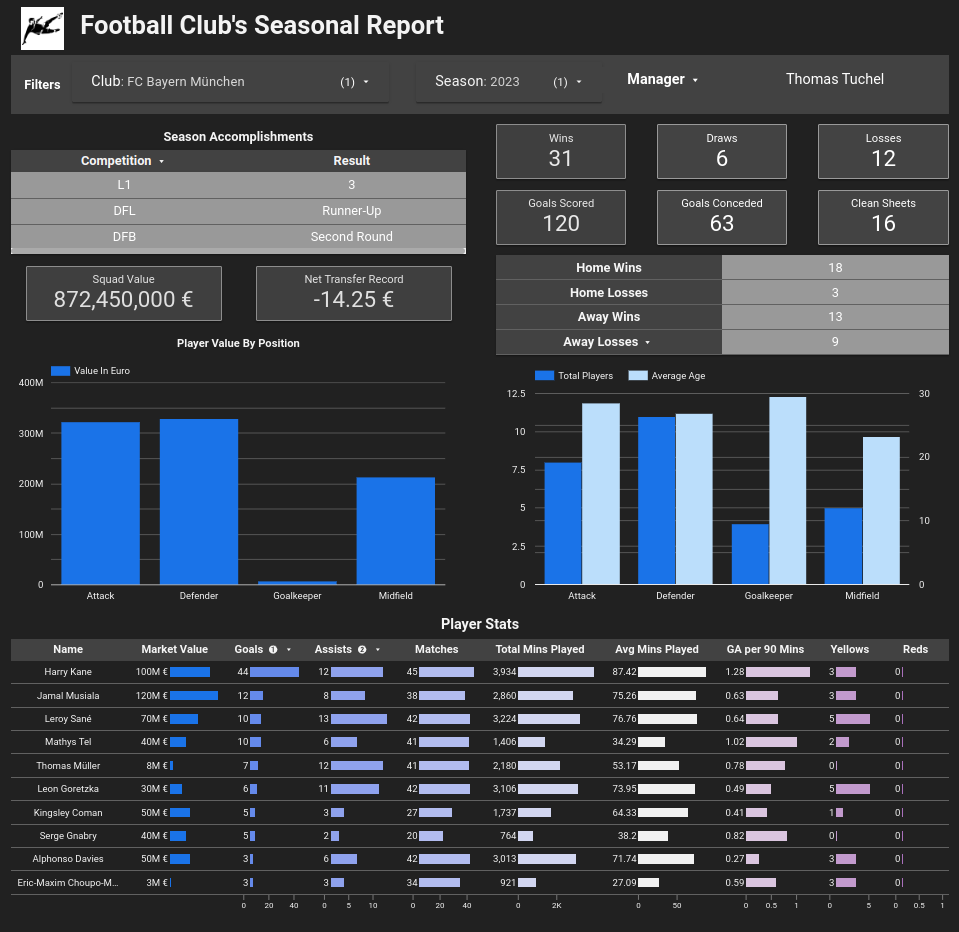 Football Club's Seasonal Report
Filters
Club: FC Bayern München (1)
Season: 2023 (1)
Manager
Thomas Tuchel
Season Accomplishments
Competition Result
L1 3
DFL Runner-Up
DFB Second Round
Squad Value
872,450,000 €
Net Transfer Record
-14.25 €
Wins
31
Draws
6
Losses
12
Goals Scored
120
Goals Conceded
63
Clean Sheets
16
Home Wins 18
Home Losses 3
Away Wins 13
Away Losses 9
Player Value By Position
Value In Euro
400M
300M
200M
100M
0
Attack Defender Goalkeeper Midfield
Total Players Average Age
12.5 30
10
7.5 20
5 10
2.5
0 0
Attack Defender Goalkeeper Midfield
Player Stats
Name Market Value Goals 1 Assists 2 Matches Total Mins Played Avg Mins Played GA per 90 Mins Yellows Reds
Harry Kane 100M € 44 12 45 3,934 87.42 1.28 3 0
Jamal Musiala 120M € 12 8 38 2,860 75.26 0.63 3 0
Leroy Sané 70M € 10 13 42 3,224 76.76 0.64 5 0
Mathys Tel 40M € 10 6 41 1,406 34.29 1.02 2 0
Thomas Müller 8M € 7 12 41 2,180 53.17 0.78 0 0
Leon Goretzka 30M € 6 11 42 3,106 73.95 0.49 5 0
Kingsley Coman 50M € 5 3 27 1,737 64.33 0.41 1 0
Serge Gnabry 40M € 5 2 20 764 38.2 0.82 0 0
Alphonso Davies 50M € 3 6 42 3,013 71.74 0.27 3 0
Eric-Maxim Choupo-M... 3M € 3 3 34 921 27.09 0.59 3 0
0 20 40 0 5 10 0 20 40 0 2K 0 50 0 0.5 1 0 5 0 0.5 1